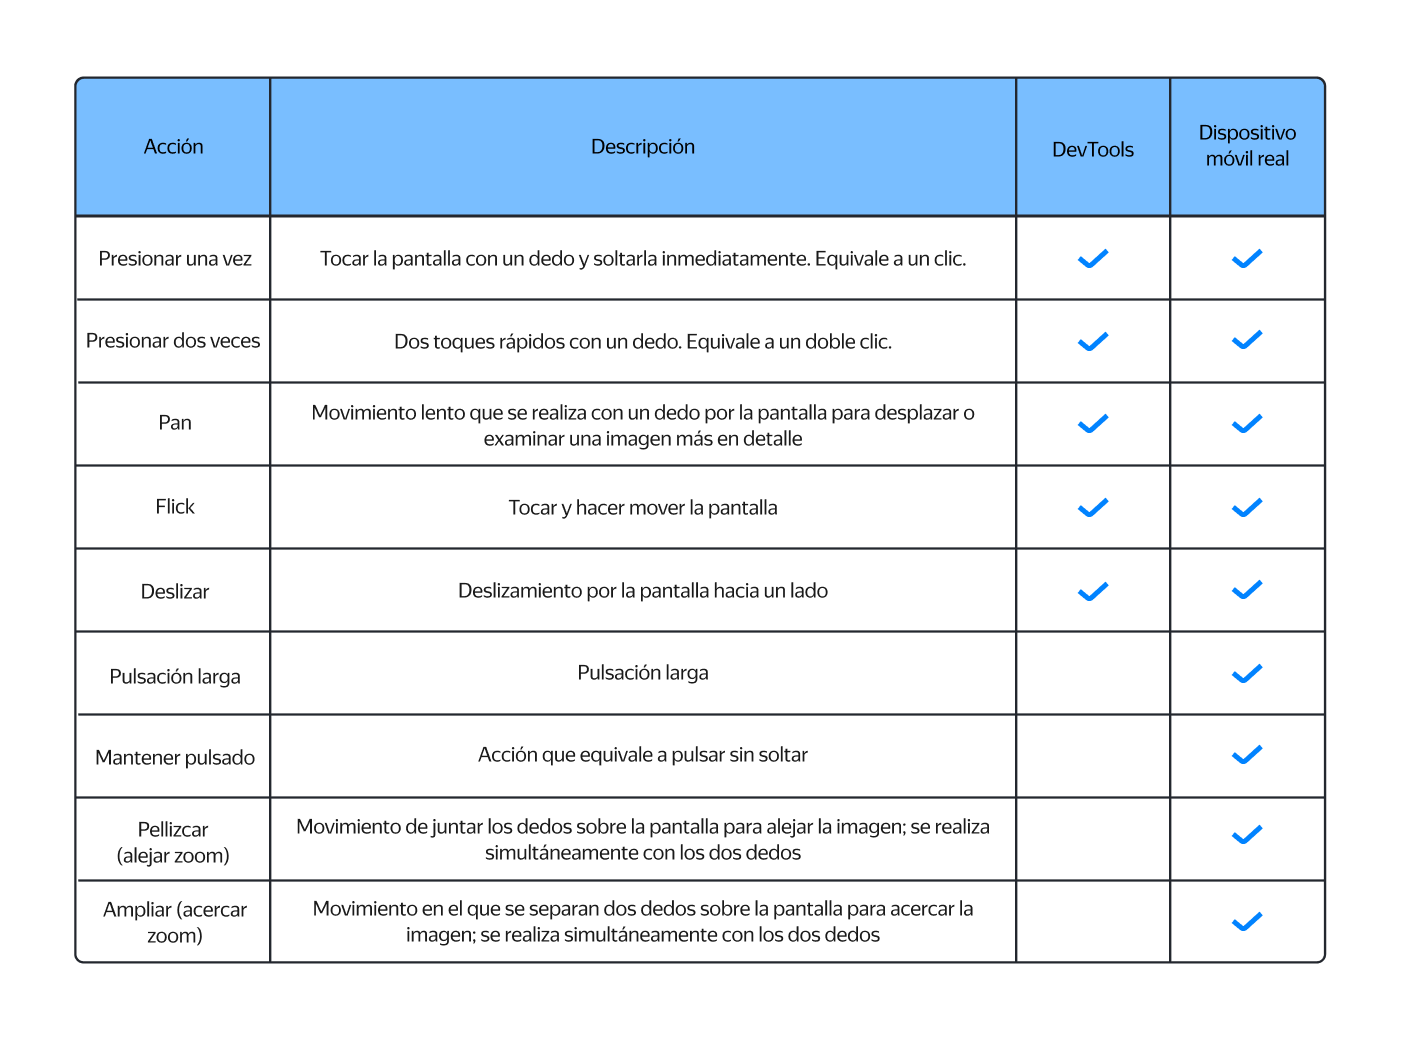 Acción
Descripción
DevTools
Dispositivo
móvil real
Presionar una vez
Tocar la pantalla con un dedo y soltarla inmediatamente. Equivale a un clic.
Presionar dos veces
Dos toques rápidos con un dedo. Equivale a un doble clic.
Pan
Movimiento lento que se realiza con un dedo por la pantalla para desplazar o
examinar una imagen más en detalle
Flick
Tocar y hacer mover la pantalla
Deslizar
Deslizamiento por la pantalla hacia un lado
Pulsación larga
Pulsación larga
Mantener pulsado
Acción que equivale a pulsar sin soltar
Pellizcar
(alejar zoom)
Movimiento de juntar los dedos sobre la pantalla para alejar la imagen; se realiza
simultáneamente con los dos dedos
Ampliar (acercar
zoom)
Movimiento en el que se separan dos dedos sobre la pantalla para acercar la
imagen; se realiza simultáneamente con los dos dedos